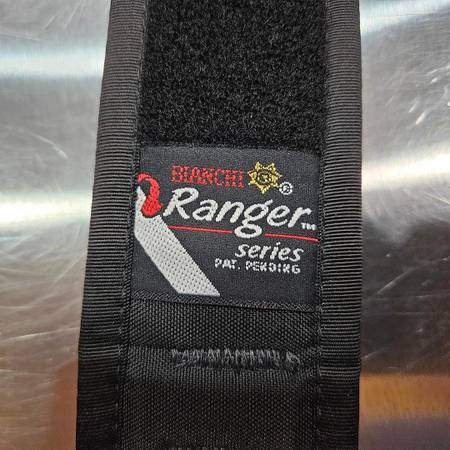 BIANCHI ®
Ranger™
series
PAT. PENDING